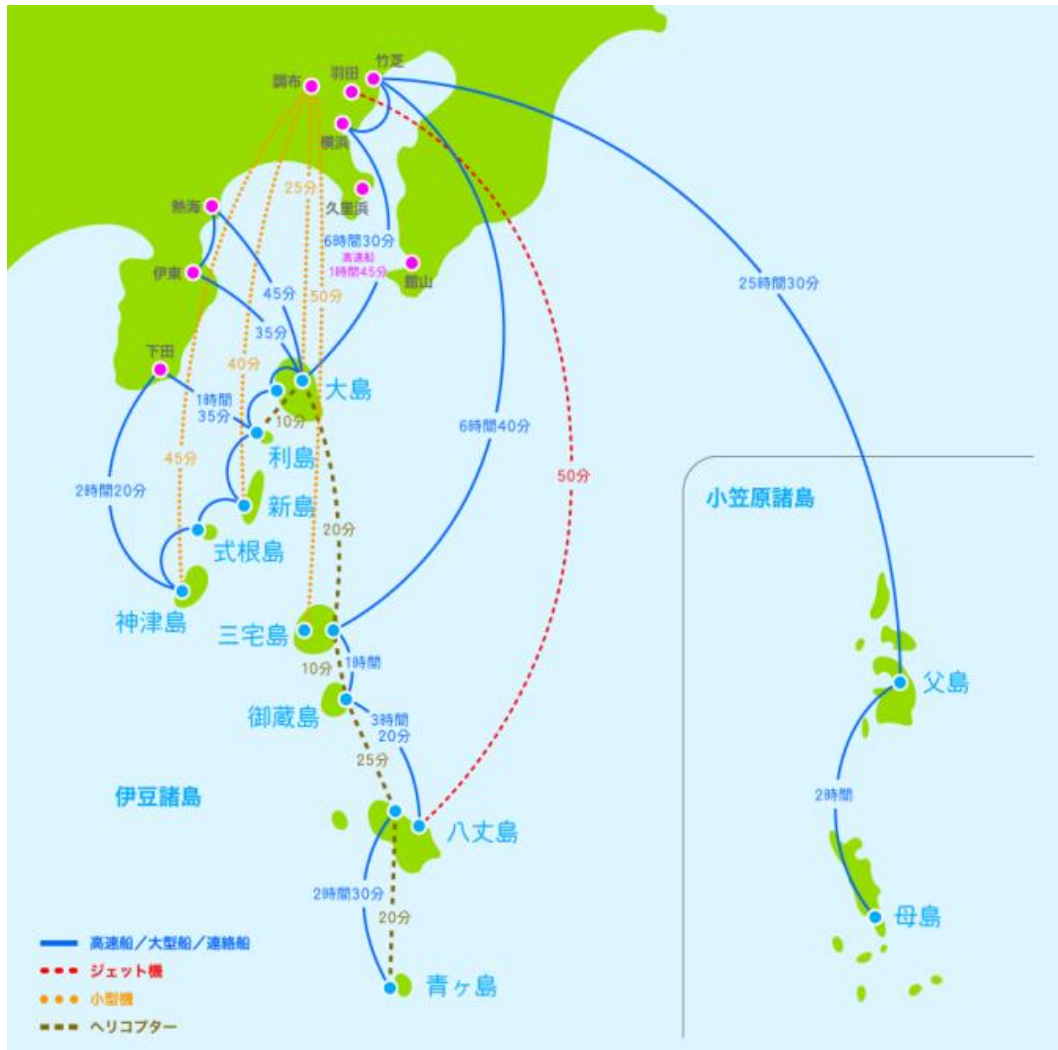 竹芝
羽田
調布
横浜
25分
久里浜
熱海
6時間30分
高速船
1時間45分
館山
伊東
25時間30分
45分
50分
35分
下田
40分
大島
1時間
35分
10分
6時間40分
利島
45分
50分
2時間20分
小笠原諸島
新島
20分
式根島
神津島
三宅島
1時間
10分
父島
御蔵島
3時間
20分
25分
伊豆諸島
2時間
八丈島
2時間30分
20分
母島
高速船／大型船／連絡船
ジェット機
青ヶ島
小型機
ヘリコプター